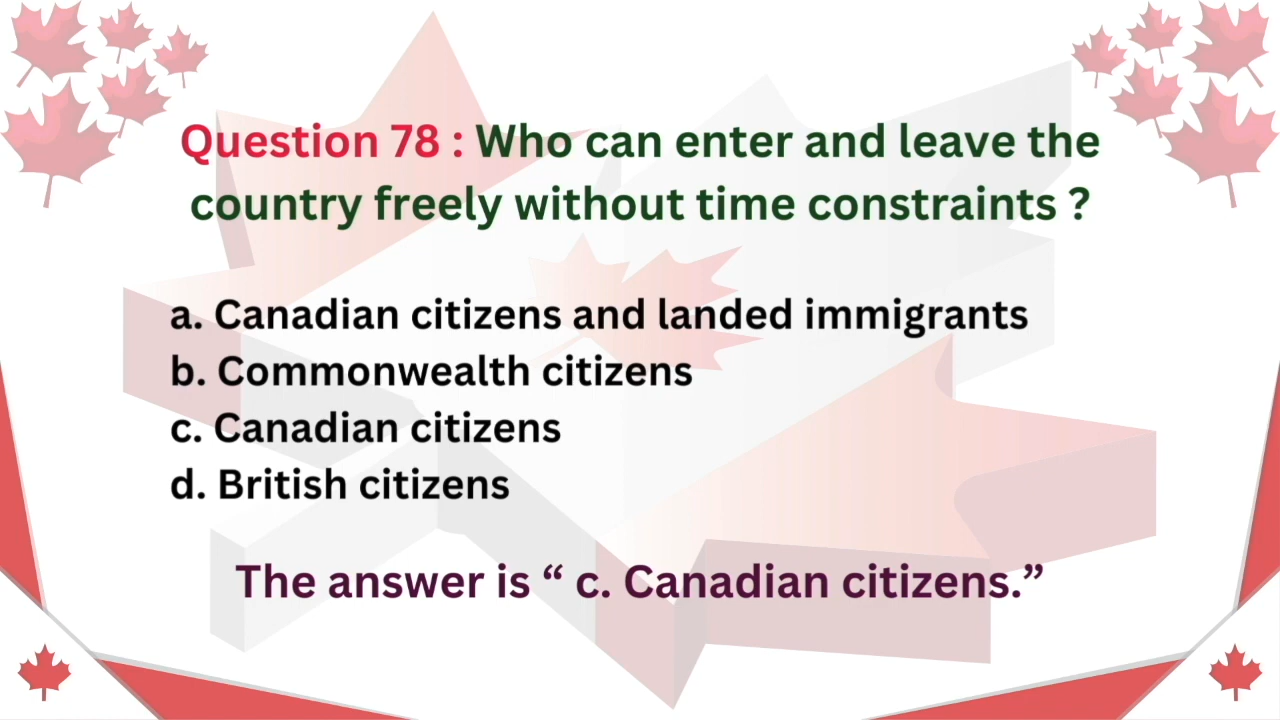 Question 78 : Who can enter and leave the
country freely without time constraints ?
a. Canadian citizens and landed immigrants
b. Commonwealth citizens
c. Canadian citizens
d. British citizens
The answer is “ c. Canadian citizens.”